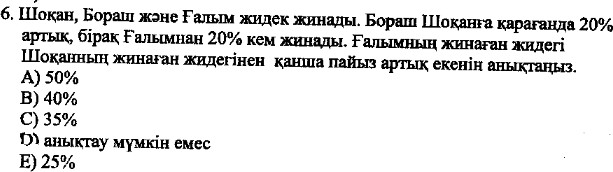 6. Шоқан, Бораш және Ғалым жидек жинады. Бораш Шоқанға қарағанда 20%
артық, бірақ Ғалымнан 20% кем жинады. Ғалымның жинаған жидегі
Шоқанның жинаған жидегінен қанша пайыз артық екенін анықтаңыз.
A) 50%
B) 40%
C) 35%
D) анықтау мүмкін емес
E) 25%